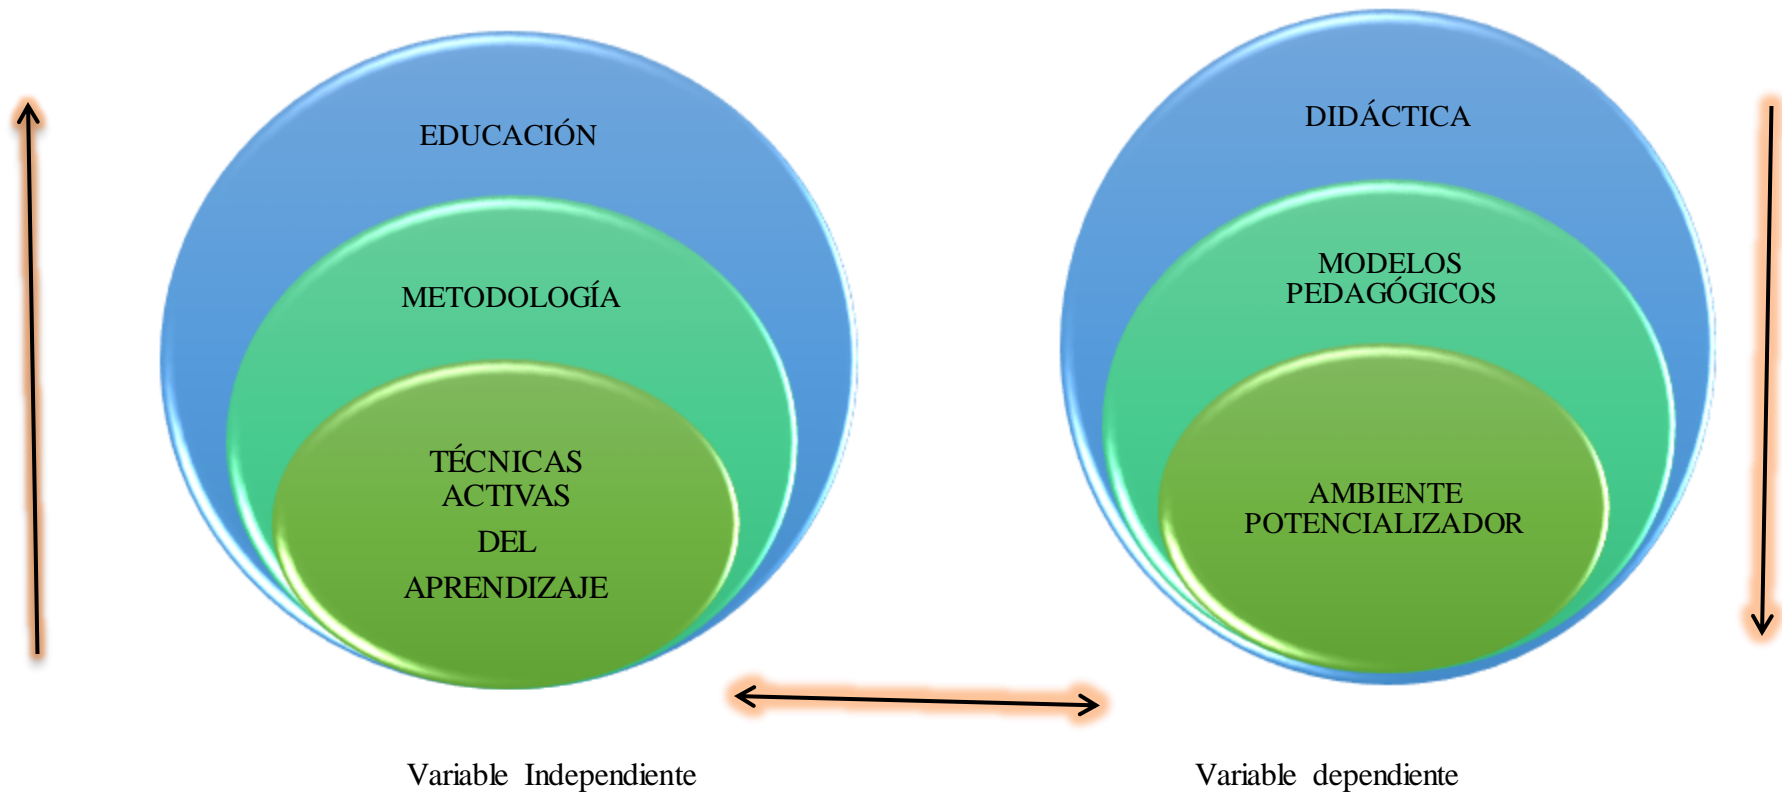 EDUCACIÓN
METODOLOGÍA
TÉCNICAS
ACTIVAS
DEL
APRENDIZAJE
Variable Independiente
DIDÁCTICA
MODELOS
PEDAGÓGICOS
AMBIENTE
POTENCIALIZADOR
Variable dependiente